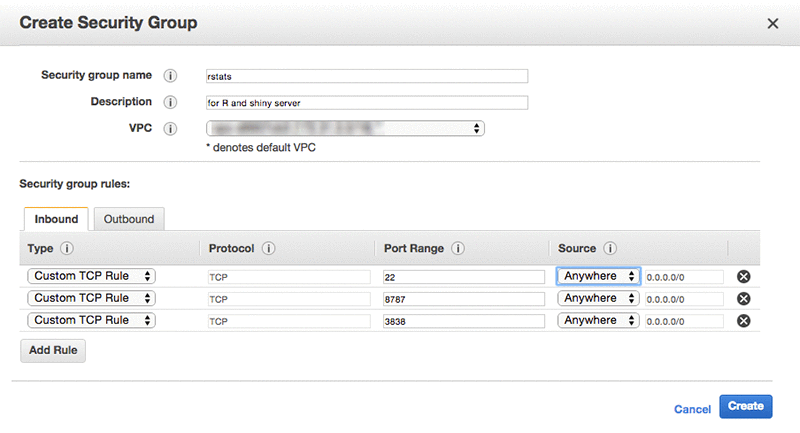 Create Security Group
Security group name rstats
Description for R and shiny server
VPC
* denotes default VPC
Security group rules:
Inbound Outbound
Type Protocol Port Range Source
Custom TCP Rule TCP 22 Anywhere 0.0.0.0/0
Custom TCP Rule TCP 8787 Anywhere 0.0.0.0/0
Custom TCP Rule TCP 3838 Anywhere 0.0.0.0/0
Add Rule
Cancel Create